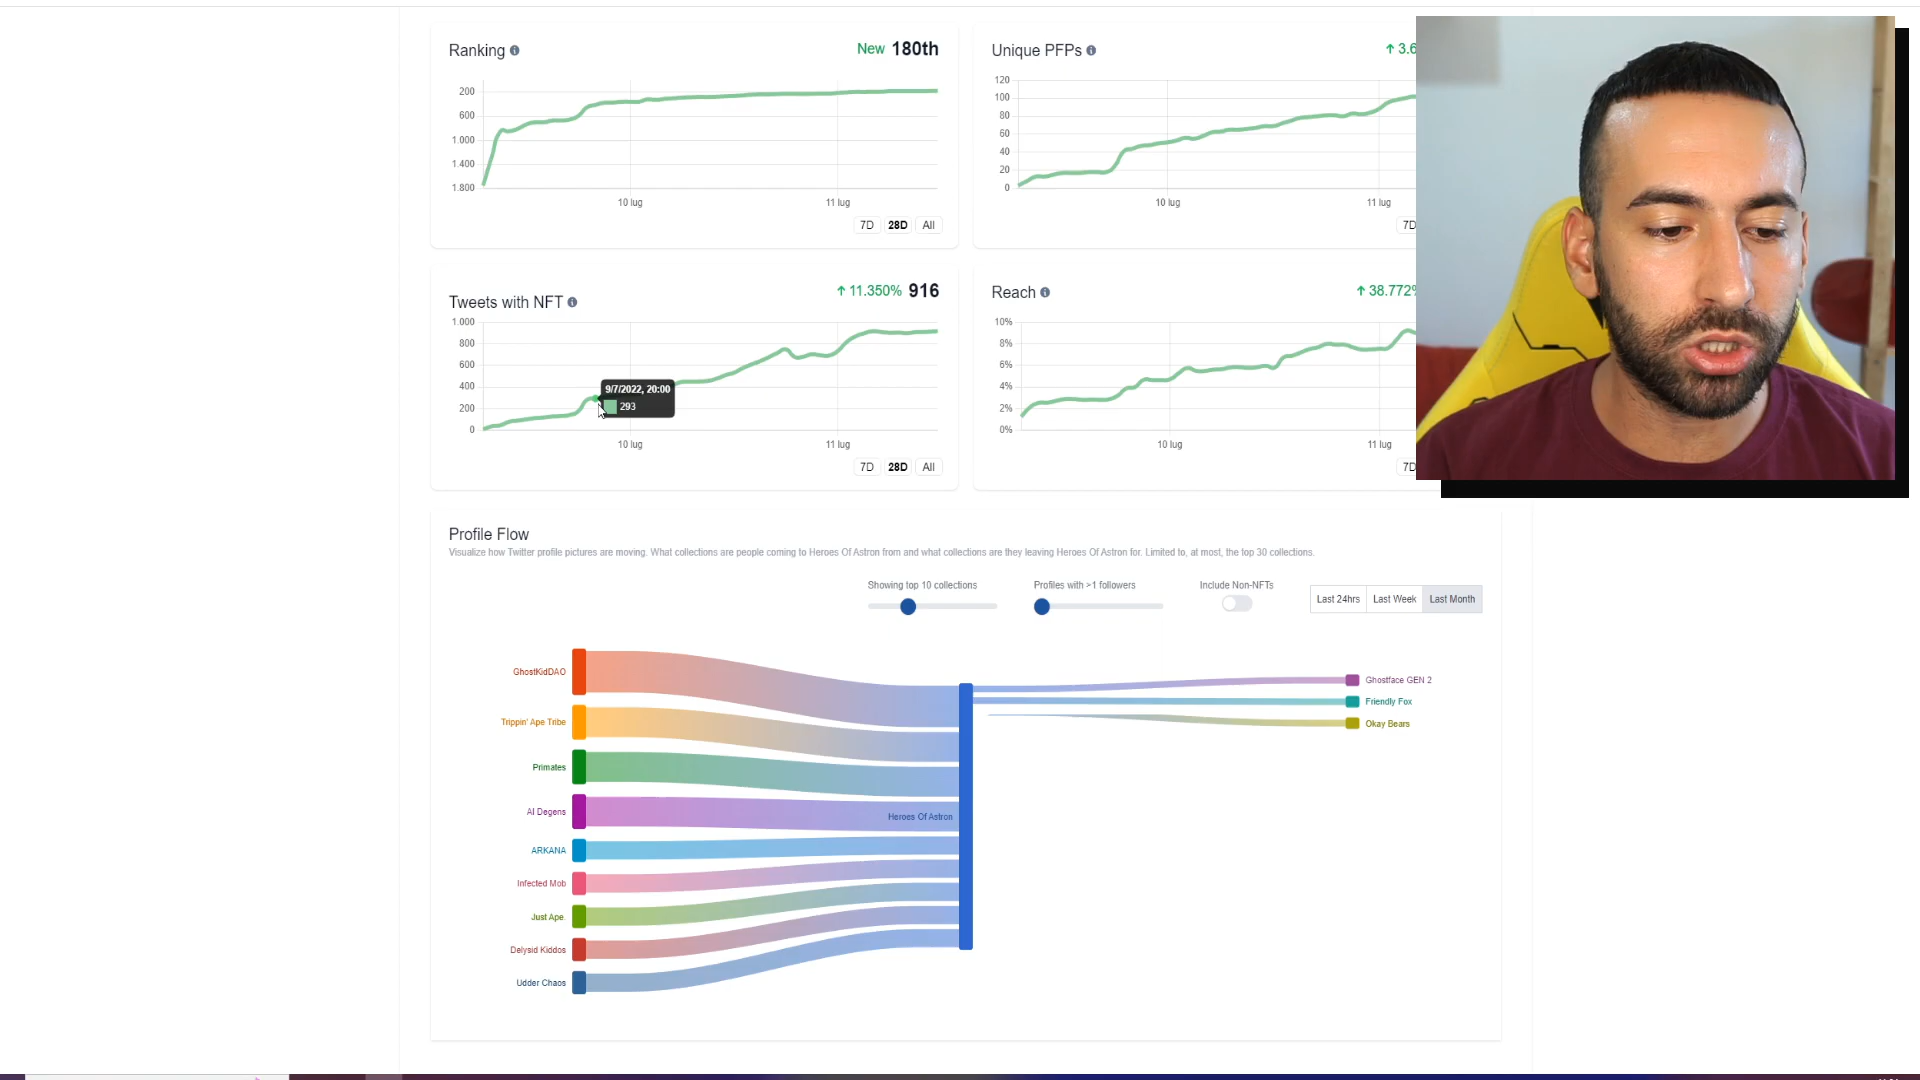 Ranking
New 180th
200
600
1.000
1.400
1.800
10 lug
11 lug
7D 28D All
Unique PFPs
↑ 3.6
120
100
80
60
40
20
0
10 lug
11 lug
7D
Tweets with NFT
↑ 11.350% 916
1.000
800
600
400
200
0
9/7/2022, 20:00
293
10 lug
11 lug
7D 28D All
Reach
↑ 38.772%
10%
8%
6%
4%
2%
0%
10 lug
11 lug
7D
Profile Flow
Visualize how Twitter profile pictures are moving. What collections are people coming to Heroes Of Astron from and what collections are they leaving Heroes Of Astron for. Limited to, at most, the top 30 collections.
Showing top 10 collections
Profiles with >1 followers
Include Non-NFTs
Last 24hrs
Last Week
Last Month
GhostKidDAO
Trippin' Ape Tribe
Primates
AI Degens
ARKANA
Infected Mob
Just Ape.
Delysid Kiddos
Udder Chaos
Heroes Of Astron
Ghostface GEN 2
Friendly Fox
Okay Bears